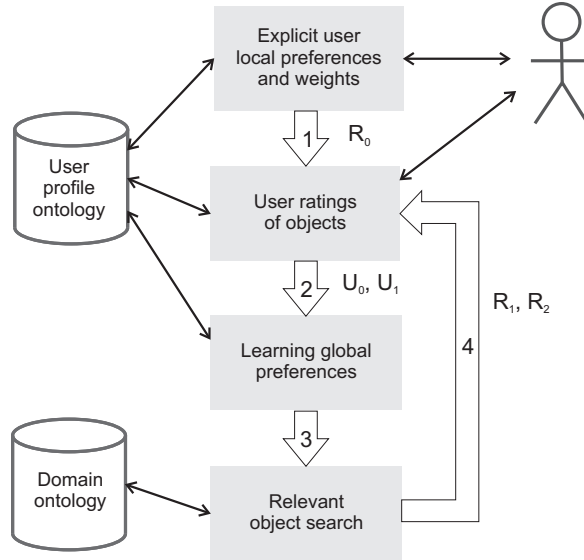 Explicit user
local preferences
and weights
1
R₀
User
profile
ontology
User ratings
of objects
2
U₀, U₁
R₁, R₂
4
Learning global
preferences
3
Domain
ontology
Relevant
object search